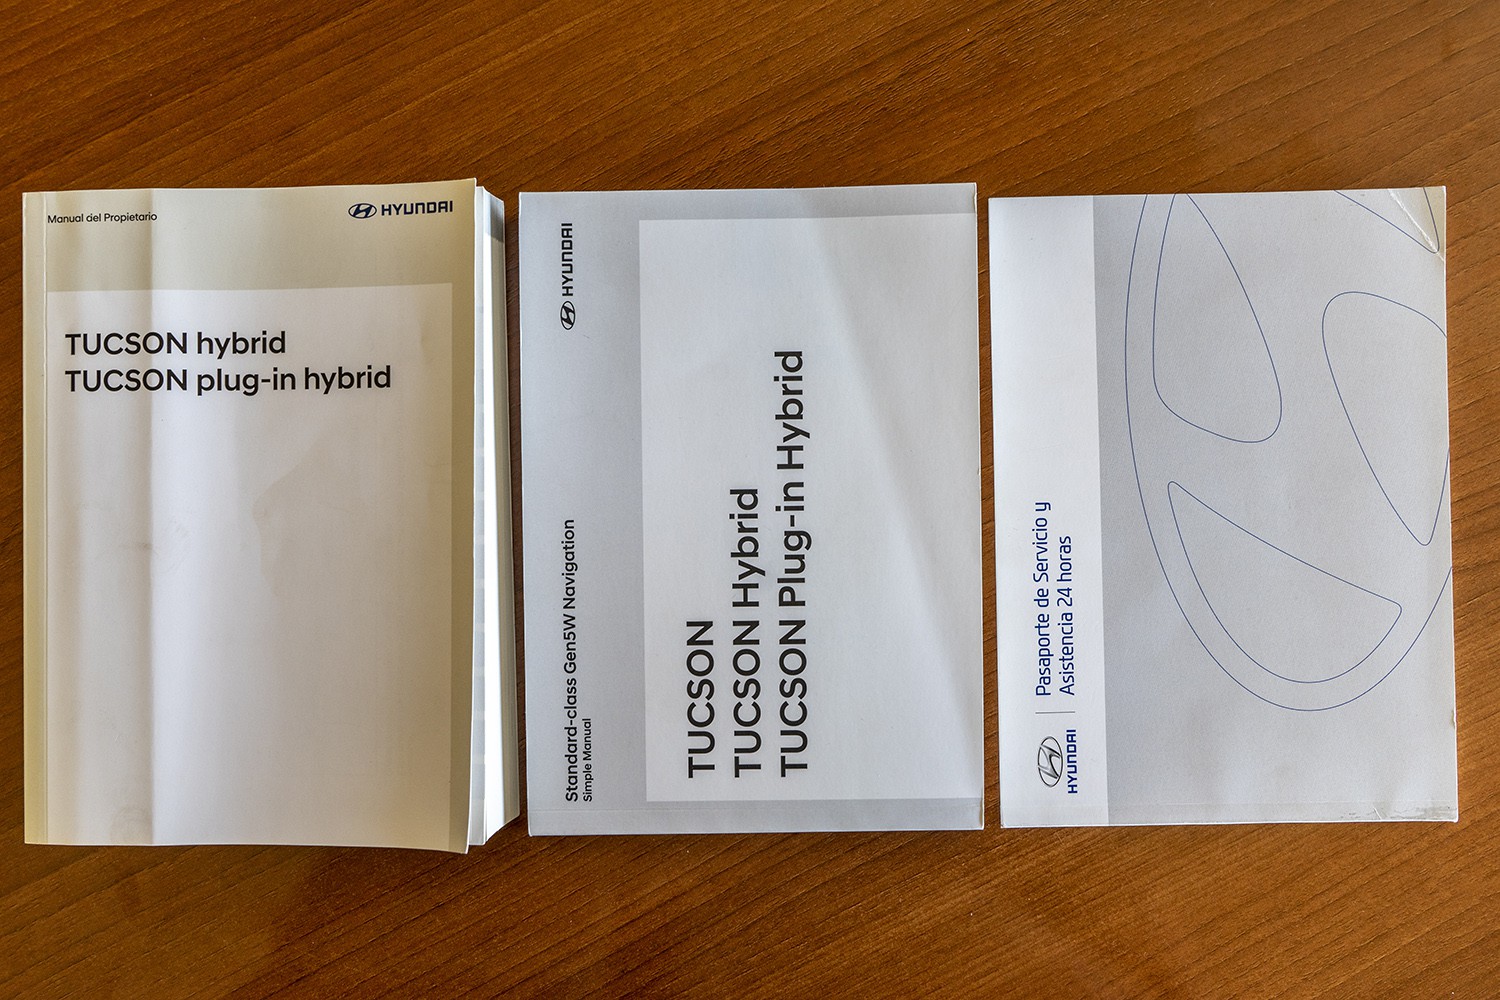 Manual del Propietario
HYUNDAI
TUCSON hybrid
TUCSON plug-in hybrid
HYUNDAI
Standard-class Gen5W Navigation
Simple Manual
TUCSON
TUCSON Hybrid
TUCSON Plug-in Hybrid
HYUNDAI
Pasaporte de Servicio y
Asistencia 24 horas